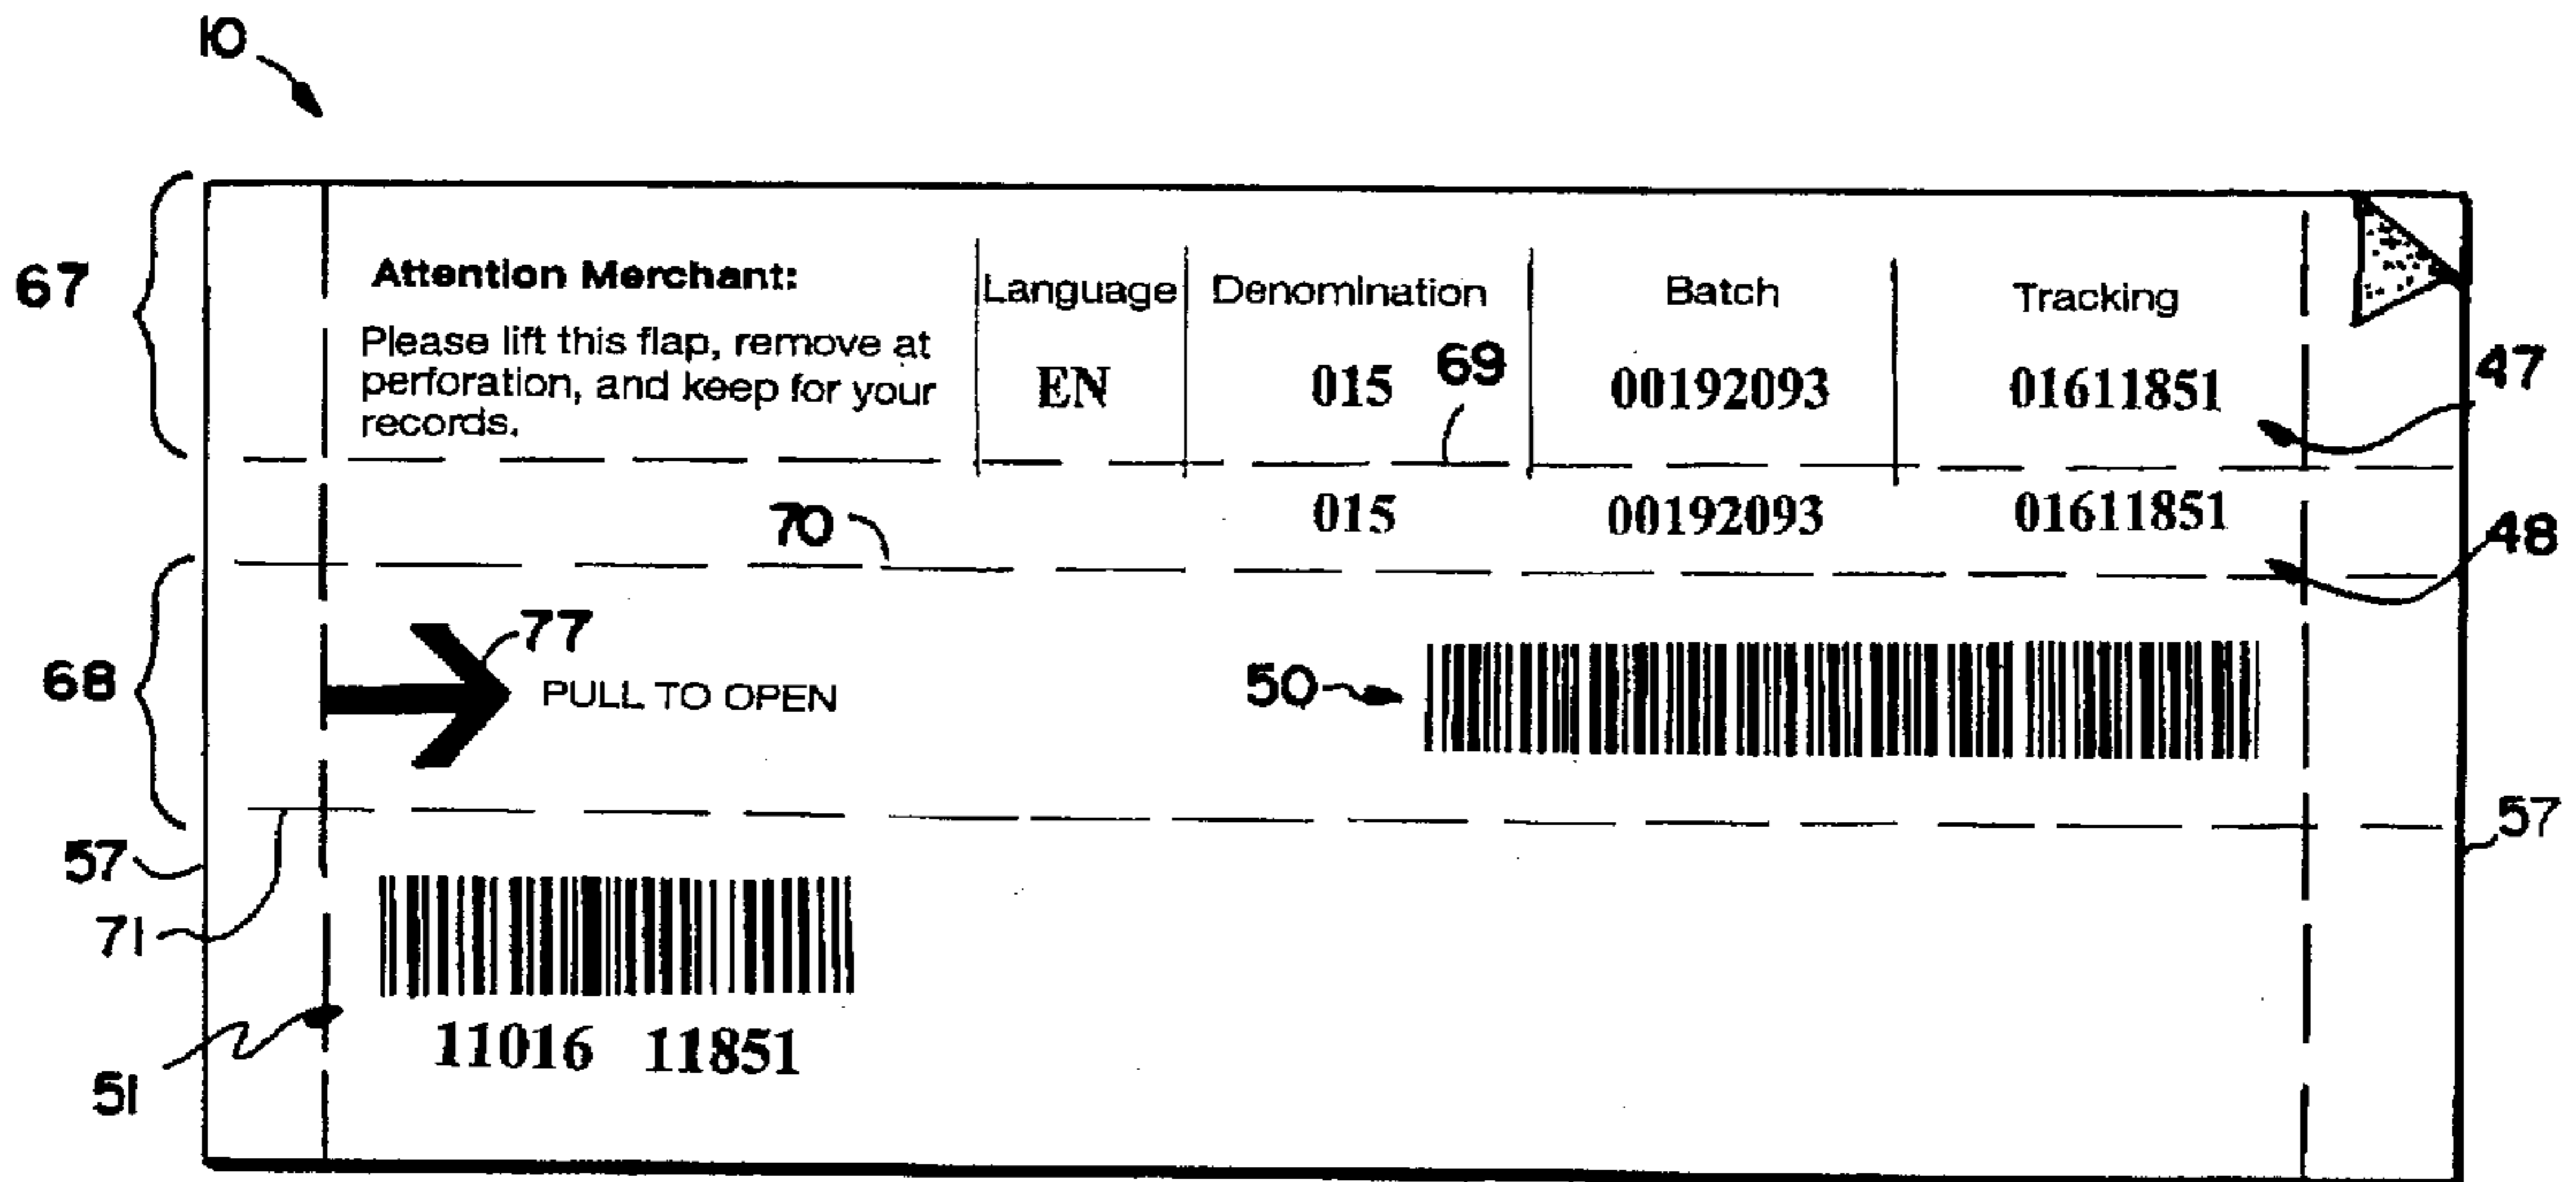 10
67
Attention Merchant:
Please lift this flap, remove at
perforation, and keep for your
records.
Language Denomination Batch Tracking
EN 015 00192093 01611851
69
47
015 00192093 01611851
70
48
68
77
PULL TO OPEN
50
57
57
71
11016 11851
51